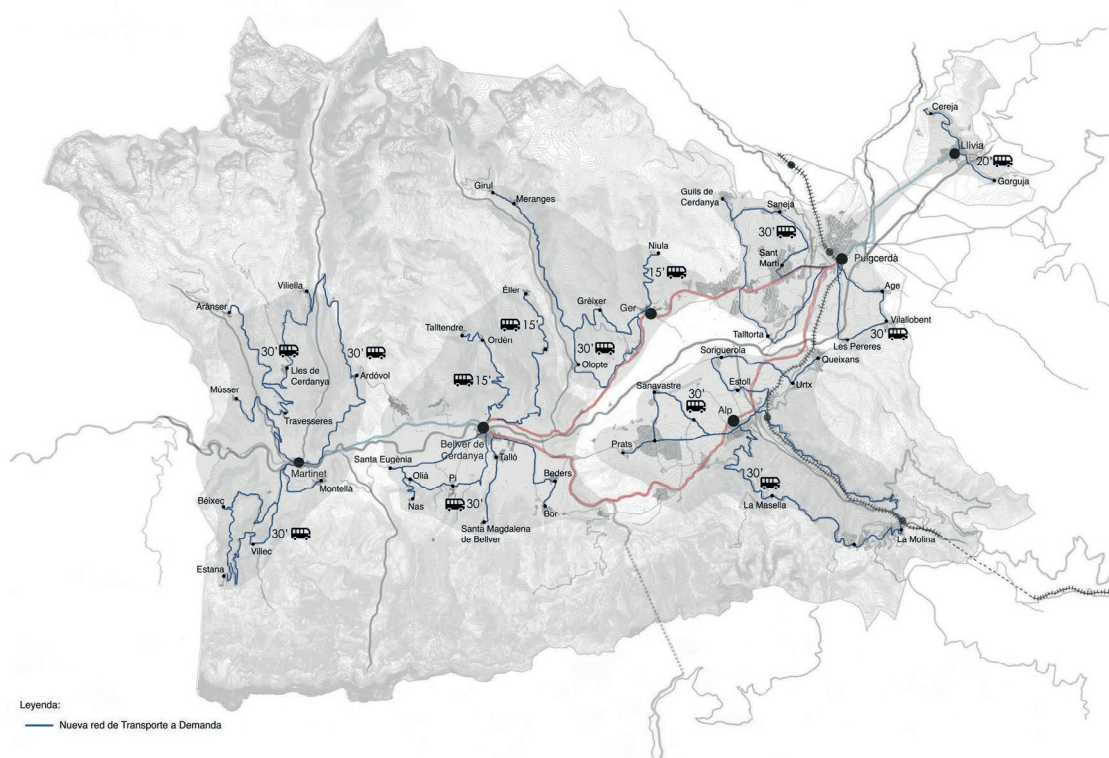 Cereja
Llívia
20'
Gorguja
Girul
Meranges
Guils de
Cerdanya
Saneja
30'
Sant
Martí
Puigcerdà
Niula
15'
Age
Vilallobent
30'
Les Pereres
Talltorta
Queixans
Éller
15'
Gréixer
Ger
30'
Olopte
Viliella
Arànser
30'
Lles de
Cerdanya
30'
Ardòvol
Talltendre
Ordèn
15'
Músser
Travesseres
Soriguerola
Estoll
Urtx
Sanavastre
30'
Alp
Prats
Bellver de
Cerdanya
Talló
Martinet
Montellà
Santa Eugènia
Olià
Nas
Pi
30'
Santa Magdalena
de Bellver
Beders
Bor
130'
La Masella
La Molina
Béixec
30'
Villec
Estana
Leyenda:
Nueva red de Transporte a Demanda